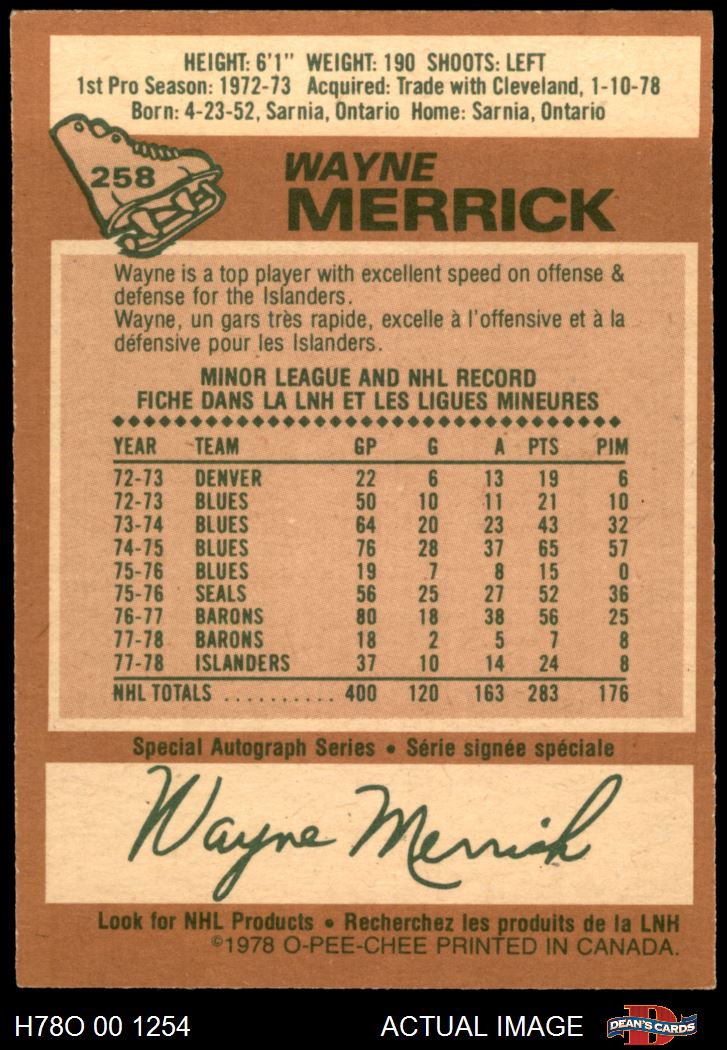 HEIGHT: 6'1" WEIGHT: 190 SHOOTS: LEFT
1st Pro Season: 1972-73 Acquired: Trade with Cleveland, 1-10-78
Born: 4-23-52, Sarnia, Ontario Home: Sarnia, Ontario
258
WAYNE
MERRICK
Wayne is a top player with excellent speed on offense &
defense for the Islanders.
Wayne, un gars très rapide, excelle à l'offensive et à la
défensive pour les Islanders.
MINOR LEAGUE AND NHL RECORD
FICHE DANS LA LNH ET LES LIGUES MINEURES
YEAR TEAM GP G A PTS PIM
72-73 DENVER 22 6 13 19 6
72-73 BLUES 50 10 11 21 10
73-74 BLUES 64 20 23 43 32
74-75 BLUES 76 28 37 65 57
75-76 BLUES 19 7 8 15 0
75-76 SEALS 56 25 27 52 36
76-77 BARONS 80 18 38 56 25
77-78 BARONS 18 2 5 7 8
77-78 ISLANDERS 37 10 14 24 8
NHL TOTALS .......... 400 120 163 283 176
Special Autograph Series • Série signée spéciale
Wayne Merrick
Look for NHL Products • Recherchez les produits de la LNH
©1978 O-PEE-CHEE PRINTED IN CANADA.
H78O 00 1254 ACTUAL IMAGE D DEAN'S CARDS